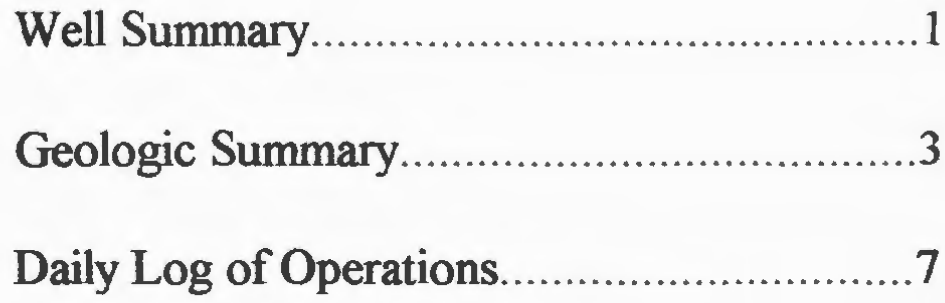 Well Summary.............................................1
Geologic Summary......................................3
Daily Log of Operations..............................7